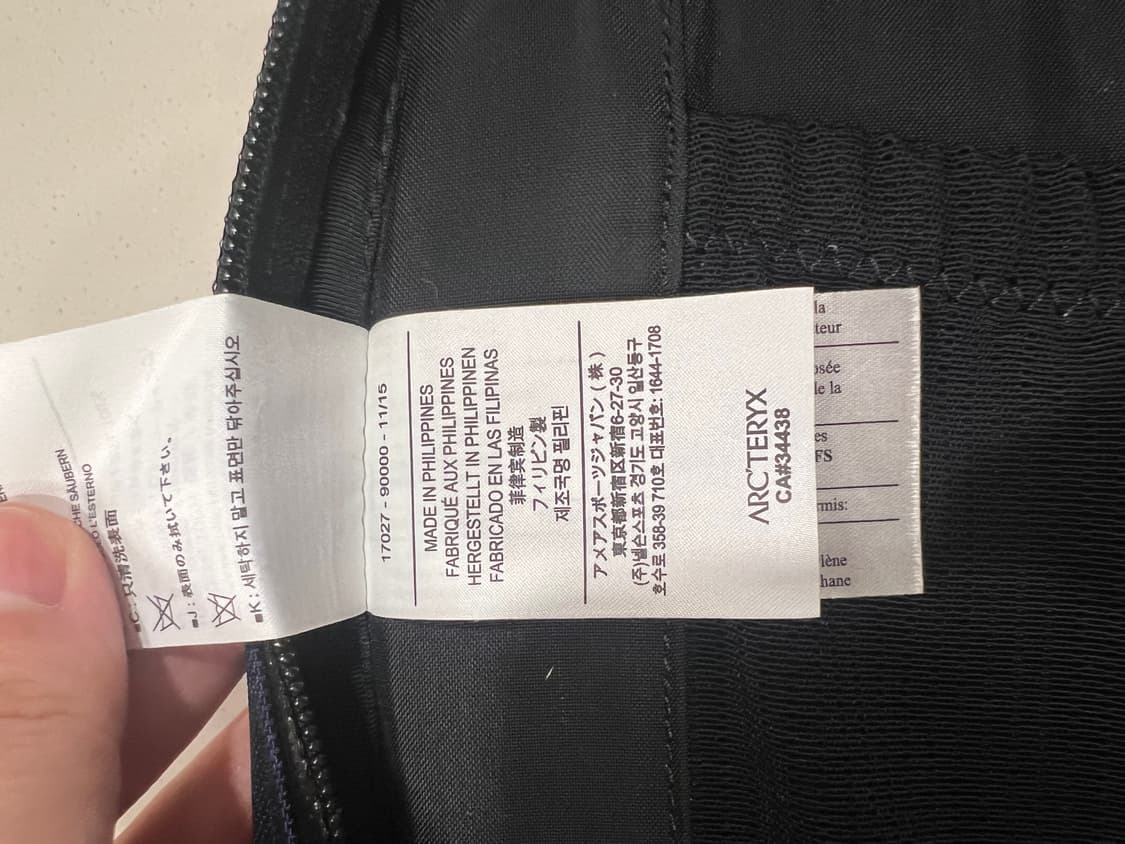 CHE SÄUBERN
O L'ESTERNO
■C : 只清洗表面
■J : 表面のみ拭いて下さい。
■K : 세탁하지 말고 표면만 닦아주십시오
17027 - 90000 - 11/15
MADE IN PHILIPPINES
FABRIQUÉ AUX PHILIPPINES
HERGESTELLT IN PHILIPPINEN
FABRICADO EN LAS FILIPINAS
菲律宾制造
フィリピン製
제조국명 필리핀
アメアスポーツジャパン ( 株 )
東京都新宿区新宿6-27-30
(주)넬슨스포츠 경기도 고양시 일산동구
호수로 358-39 710호 대표번호: 1644-1708
ARC'TERYX
CA#34438
la
teur
osée
de la
es
FS
mis:
lène
hane